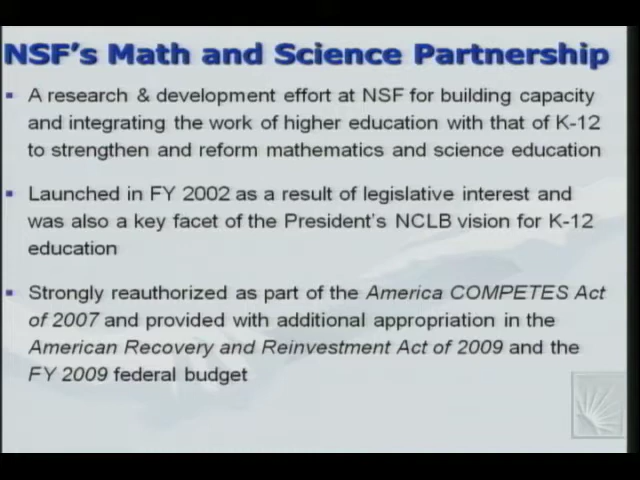 NSF's Math and Science Partnership
A research & development effort at NSF for building capacity
and integrating the work of higher education with that of K-12
to strengthen and reform mathematics and science education
Launched in FY 2002 as a result of legislative interest and
was also a key facet of the President's NCLB vision for K-12
education
Strongly reauthorized as part of the America COMPETES Act
of 2007 and provided with additional appropriation in the
American Recovery and Reinvestment Act of 2009 and the
FY 2009 federal budget